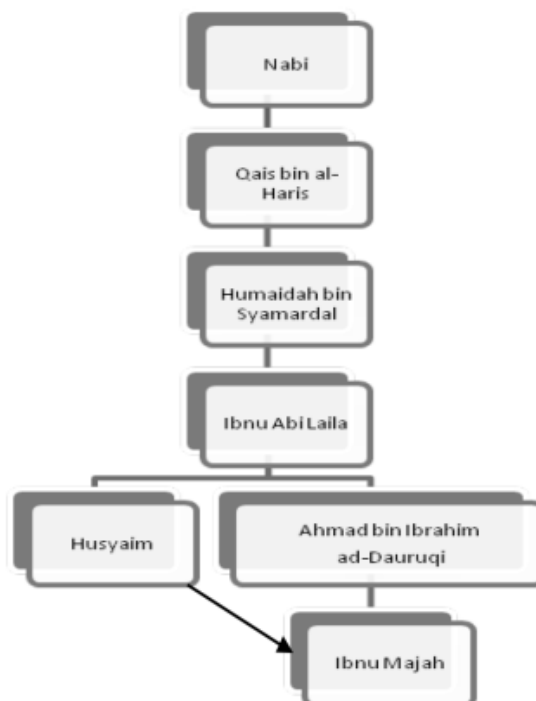 Nabi
Qais bin al-
Haris
Humaidah bin
Syamardal
Ibnu Abi Laila
Husyaim
Ahmad bin Ibrahim
ad-Dauruqi
Ibnu Majah